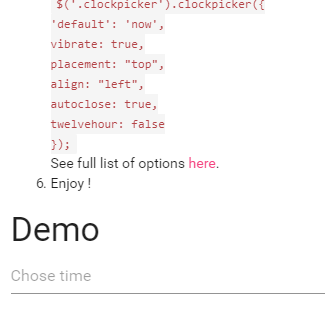 $('.clockpicker').clockpicker({
'default': 'now',
vibrate: true,
placement: "top",
align: "left",
autoclose: true,
twelvehour: false
});
See full list of options here.
6. Enjoy !
Demo
Chose time